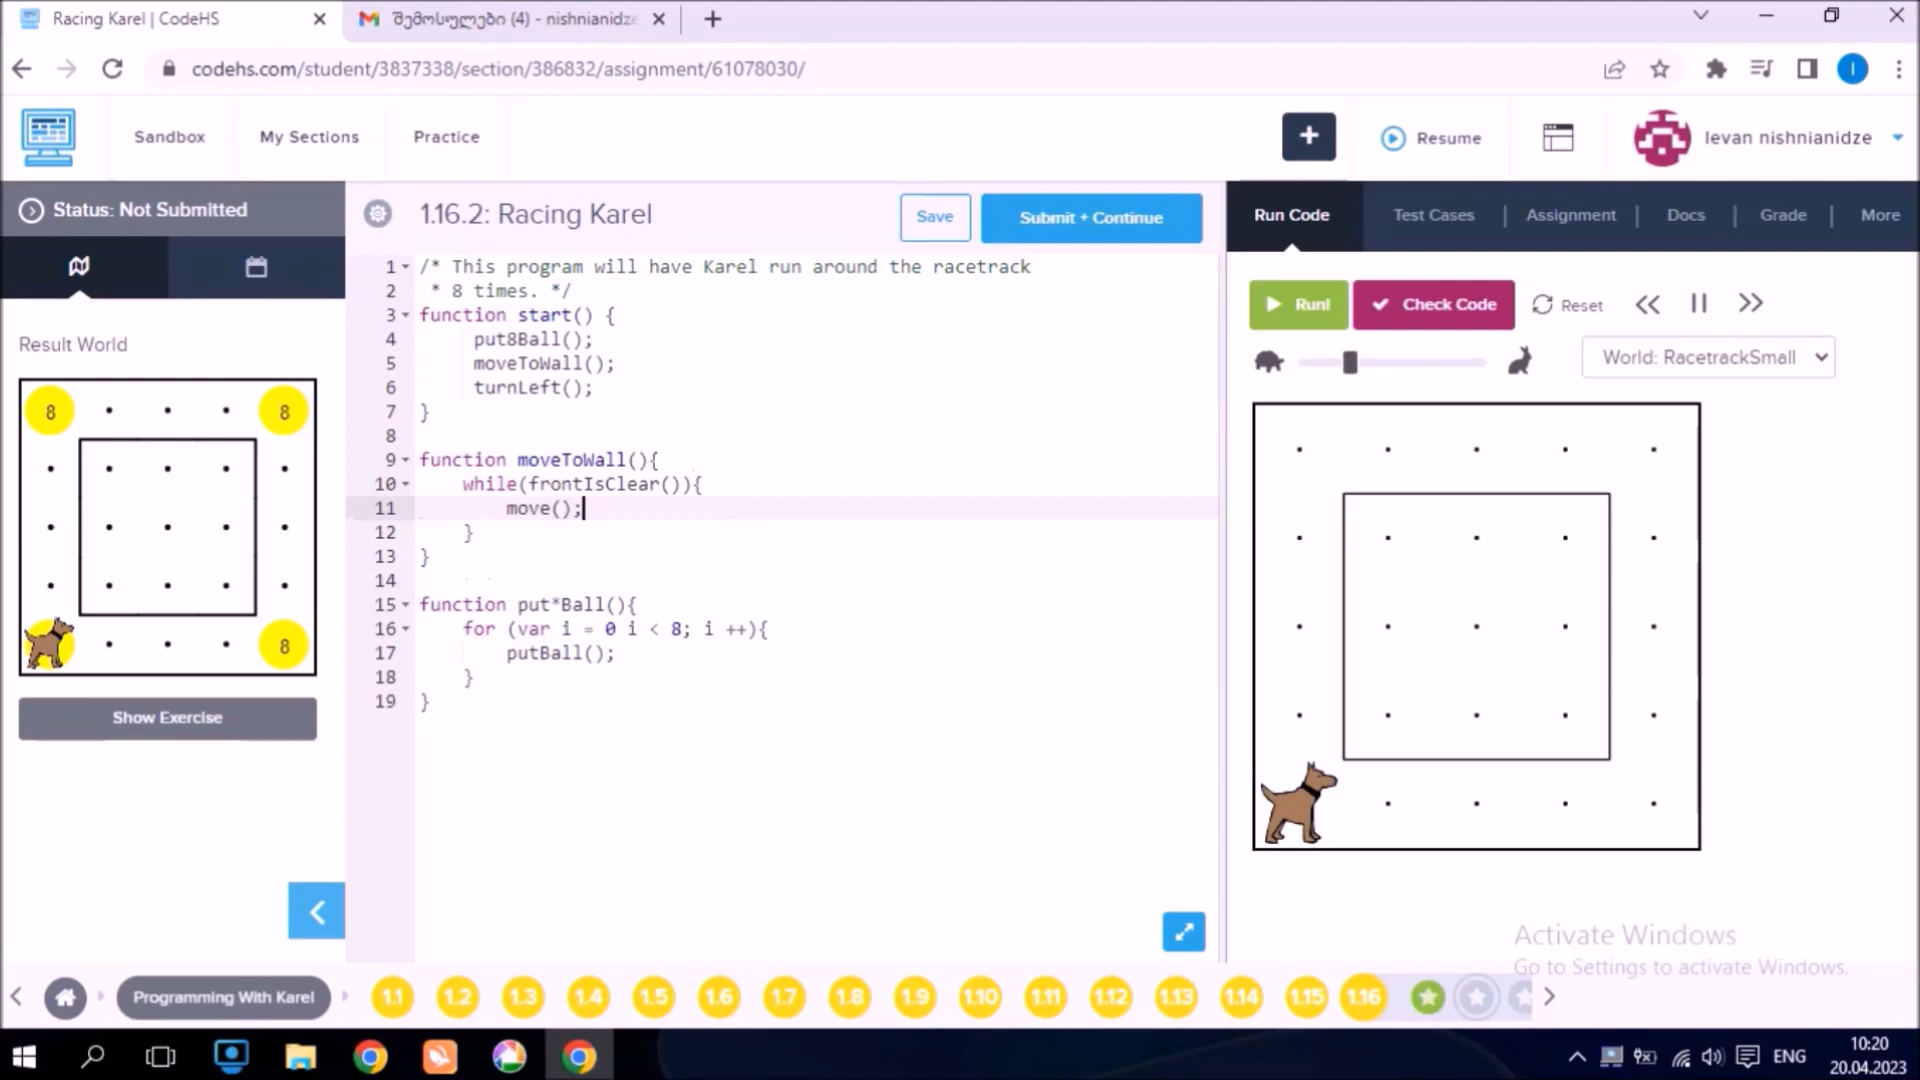 Racing Karel | CodeHS
შემოსულები (4) - nishnianidze
codehs.com/student/3837338/section/386832/assignment/61078030/
I
Sandbox
My Sections
Practice
+
Resume
levan nishnianidze
Status: Not Submitted
1.16.2: Racing Karel
Save
Submit + Continue
Run Code
Test Cases
Assignment
Docs
Grade
More
Result World
8
8
8
Show Exercise
1 /* This program will have Karel run around the racetrack
2 * 8 times. */
3 function start() {
4 put8Ball();
5 moveToWall();
6 turnLeft();
7 }
8
9 function moveToWall(){
10 while(frontIsClear()){
11 move();
12 }
13 }
14
15 function put*Ball(){
16 for (var i = 0 i < 8; i ++){
17 putBall();
18 }
19 }
Run!
Check Code
Reset
World: RacetrackSmall
Activate Windows
Go to Settings to activate Windows.
Programming With Karel
1.1
1.2
1.3
1.4
1.5
1.6
1.7
1.8
1.9
1.10
1.11
1.12
1.13
1.14
1.15
1.16
ENG
10:20
20.04.2023